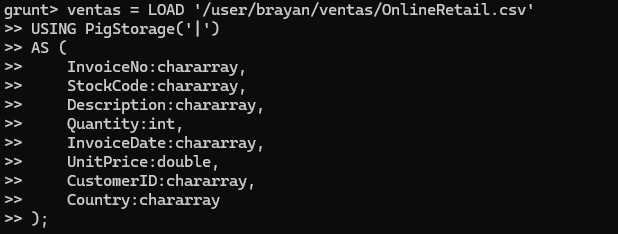 grunt> ventas = LOAD '/user/brayan/ventas/OnlineRetail.csv'
>> USING PigStorage('|')
>> AS (
>>     InvoiceNo:chararray,
>>     StockCode:chararray,
>>     Description:chararray,
>>     Quantity:int,
>>     InvoiceDate:chararray,
>>     UnitPrice:double,
>>     CustomerID:chararray,
>>     Country:chararray
>> );